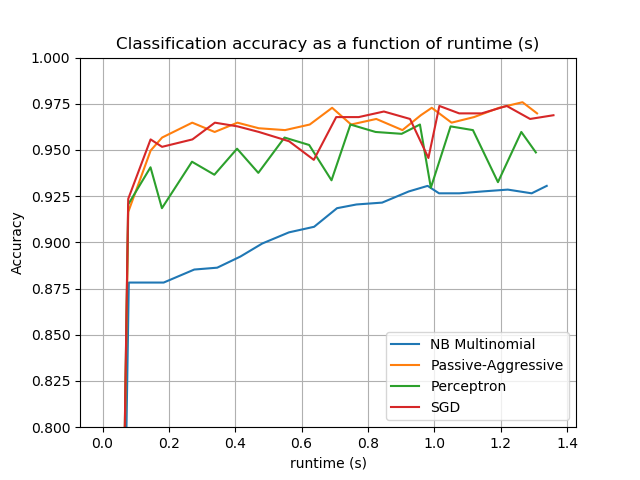 Classification accuracy as a function of runtime (s)
1.000
0.975
0.950
0.925
0.900
0.875
0.850
0.825
0.800
Accuracy
NB Multinomial
Passive-Aggressive
Perceptron
SGD
0.0 0.2 0.4 0.6 0.8 1.0 1.2 1.4
runtime (s)